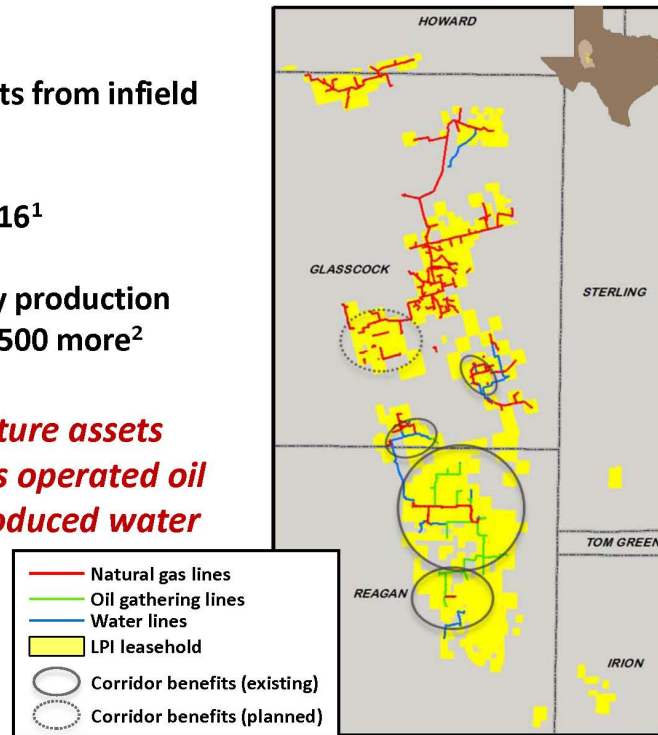 ts from infield
16¹
y production
500 more²
ture assets
s operated oil
oduced water
HOWARD
GLASSCOCK
STERLING
TOM GREEN
REAGAN
IRION
Natural gas lines
Oil gathering lines
Water lines
LPI leasehold
Corridor benefits (existing)
Corridor benefits (planned)